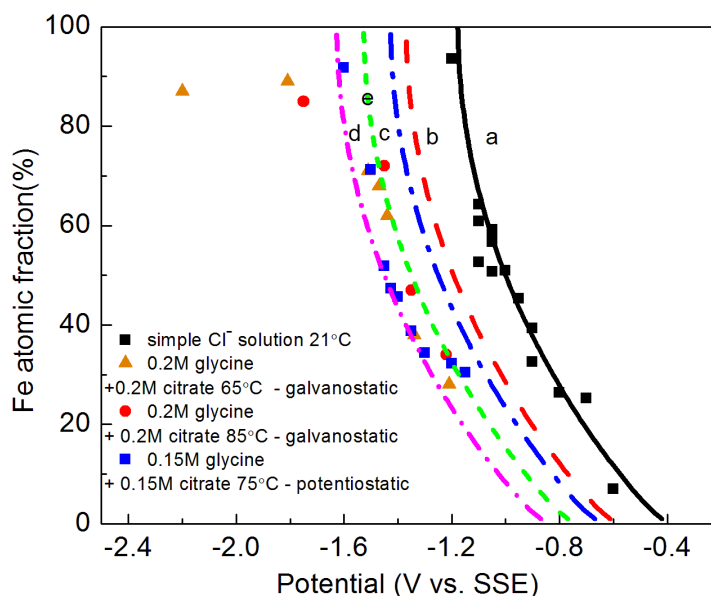 100
80
60
40
20
0
Fe atomic fraction(%)
e
d
c
b
a
simple Cl⁻ solution 21°C
0.2M glycine
+0.2M citrate 65°C - galvanostatic
0.2M glycine
+ 0.2M citrate 85°C - galvanostatic
0.15M glycine
+ 0.15M citrate 75°C - potentiostatic
-2.4 -2.0 -1.6 -1.2 -0.8 -0.4
Potential (V vs. SSE)